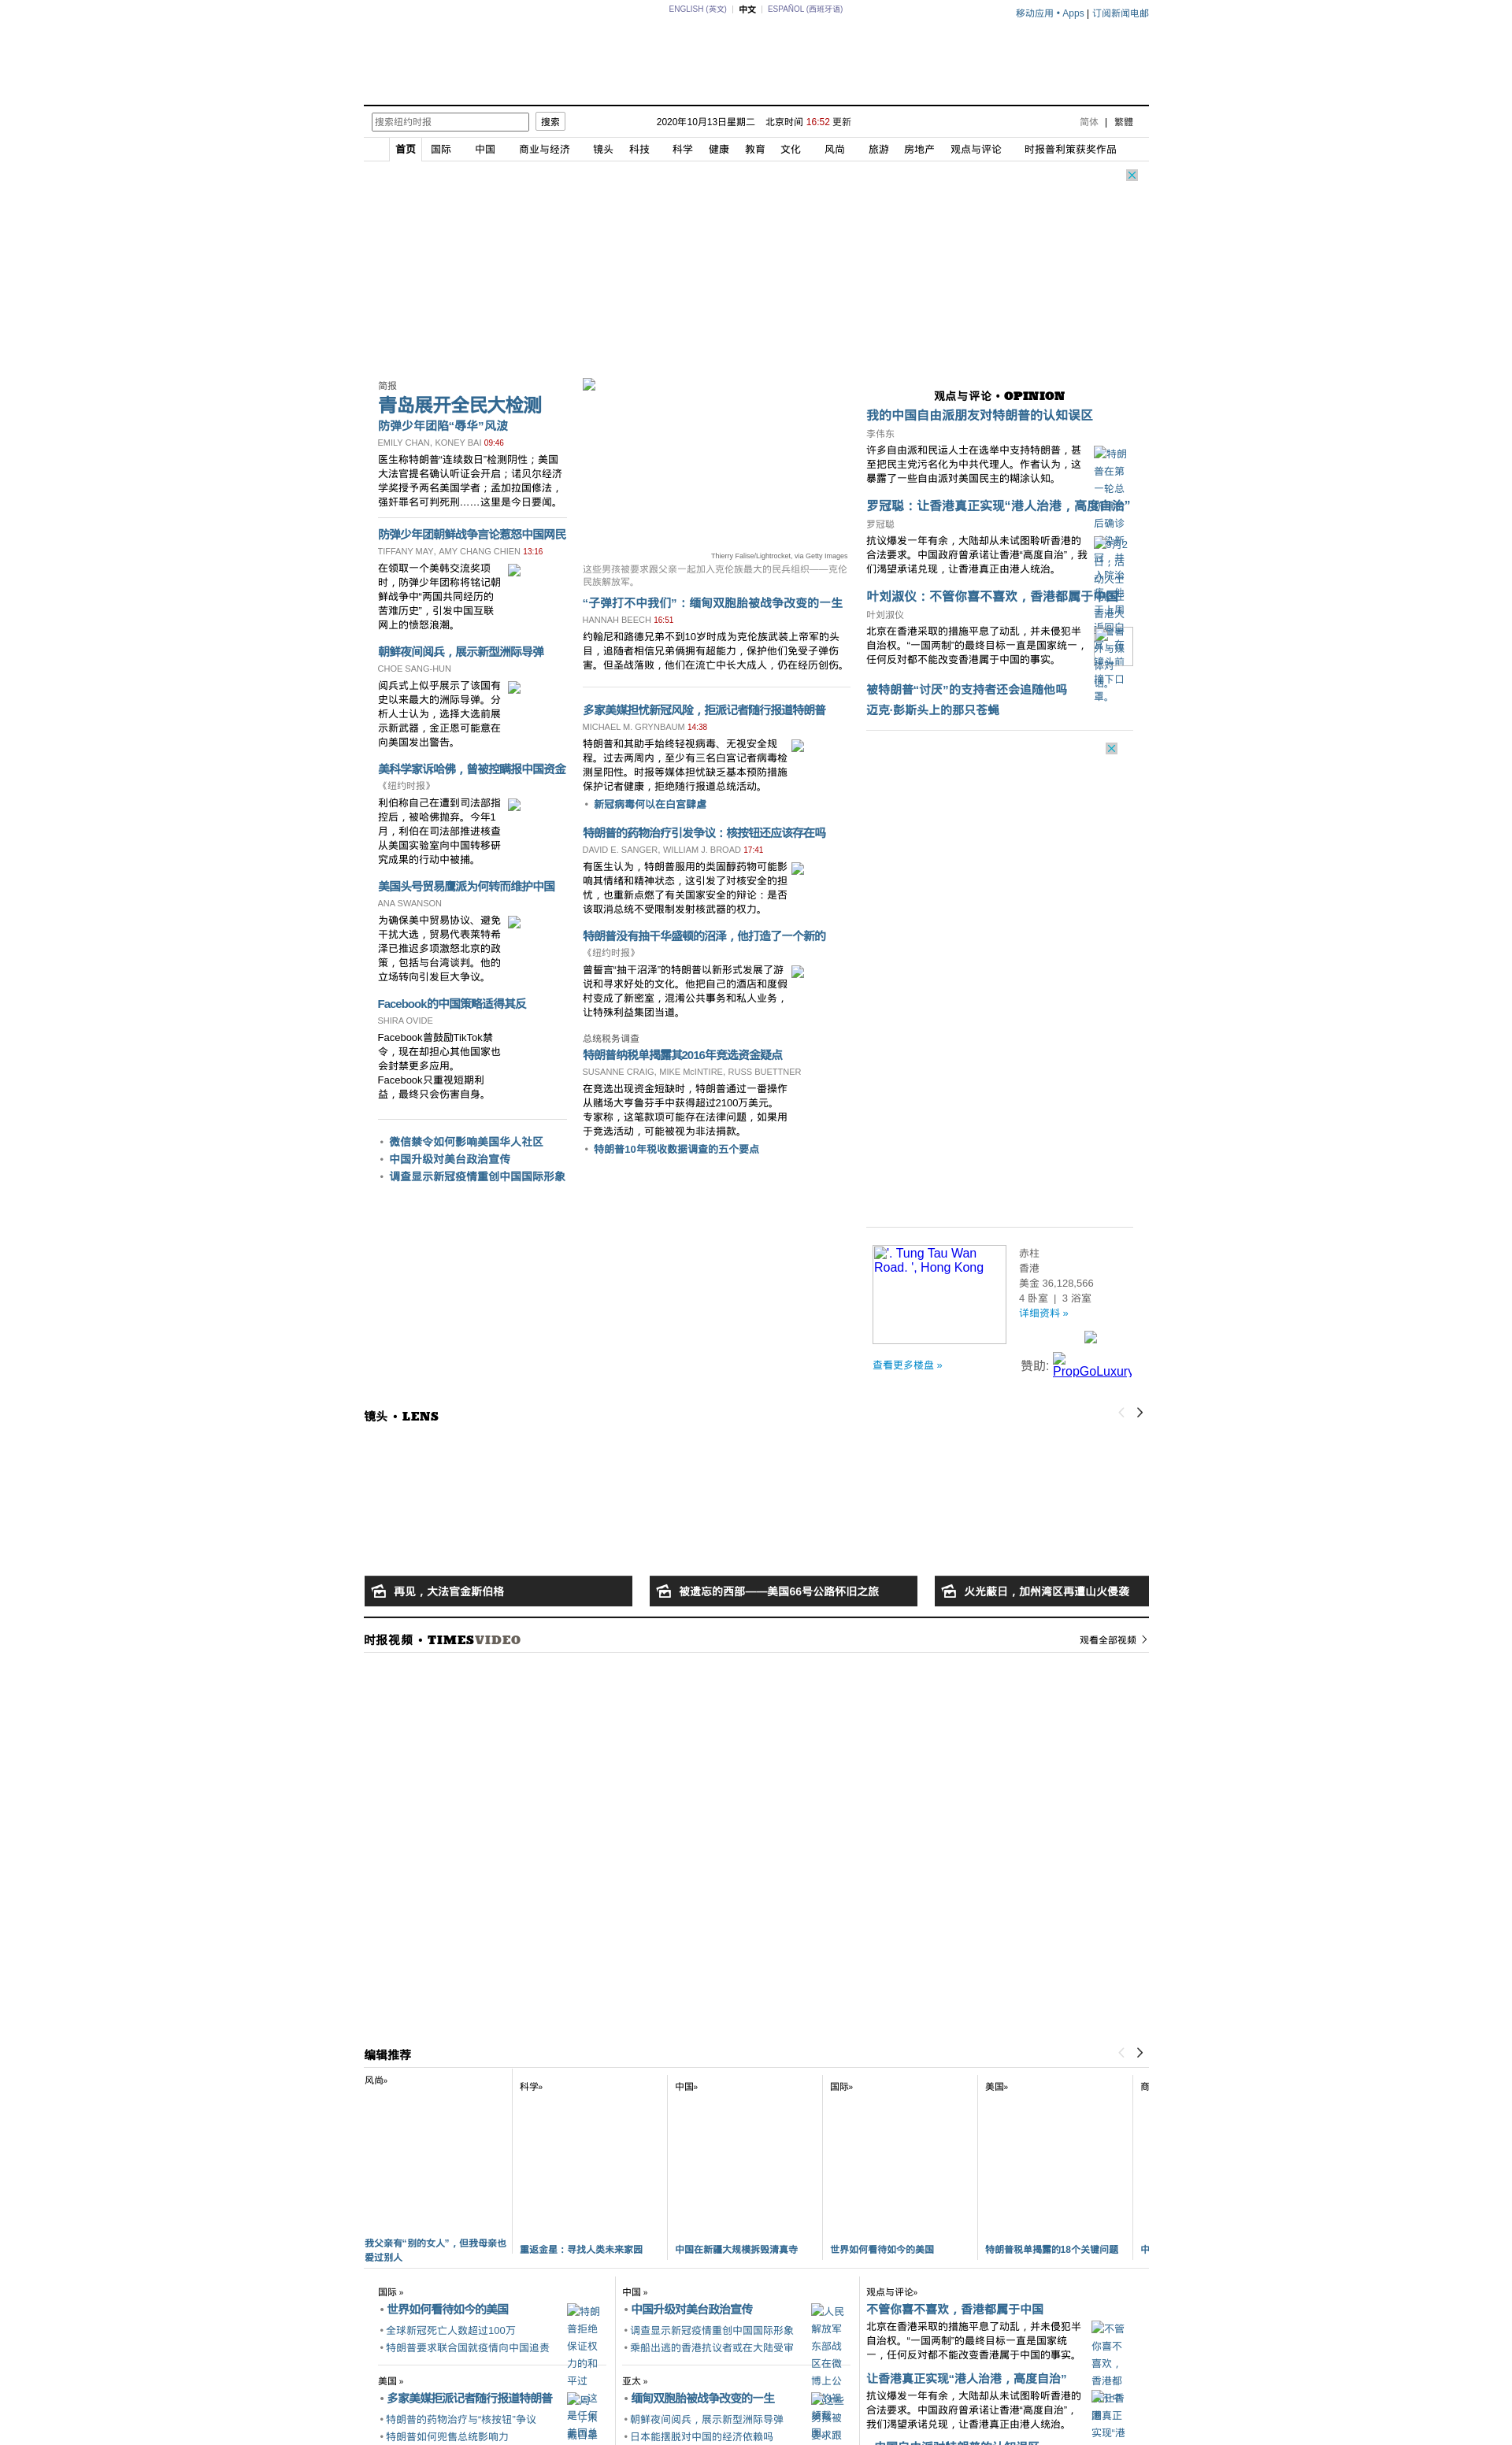 ENGLISH (英文) | 中文 | ESPAÑOL (西班牙语)
移动应用 • Apps | 订阅新闻电邮
搜索纽约时报 搜索
2020年10月13日星期二 北京时间 16:52 更新
简体 | 繁體
首页 国际 中国 商业与经济 镜头 科技 科学 健康 教育 文化 风尚 旅游 房地产 观点与评论 时报普利策获奖作品
简报
青岛展开全民大检测
防弹少年团陷“辱华”风波
EMILY CHAN, KONEY BAI 09:46
医生称特朗普“连续数日”检测阴性；美国
大法官提名确认听证会开启；诺贝尔经济
学奖授予两名美国学者；孟加拉国修法，
强奸罪名可判死刑……这里是今日要闻。
防弹少年团朝鲜战争言论惹怒中国网民
TIFFANY MAY, AMY CHANG CHIEN 13:16
在领取一个美韩交流奖项
时，防弹少年团称将铭记朝
鲜战争中“两国共同经历的
苦难历史”，引发中国互联
网上的愤怒浪潮。
朝鲜夜间阅兵，展示新型洲际导弹
CHOE SANG-HUN
阅兵式上似乎展示了该国有
史以来最大的洲际导弹。分
析人士认为，选择大选前展
示新武器，金正恩可能意在
向美国发出警告。
美科学家诉哈佛，曾被控瞒报中国资金
《纽约时报》
利伯称自己在遭到司法部指
控后，被哈佛抛弃。今年1
月，利伯在司法部推进核查
从美国实验室向中国转移研
究成果的行动中被捕。
美国头号贸易鹰派为何转而维护中国
ANA SWANSON
为确保美中贸易协议、避免
干扰大选，贸易代表莱特希
泽已推迟多项激怒北京的政
策，包括与台湾谈判。他的
立场转向引发巨大争议。
Facebook的中国策略适得其反
SHIRA OVIDE
Facebook曾鼓励TikTok禁
令，现在却担心其他国家也
会封禁更多应用。
Facebook只重视短期利
益，最终只会伤害自身。
• 微信禁令如何影响美国华人社区
• 中国升级对美台政治宣传
• 调查显示新冠疫情重创中国国际形象
Thierry Falise/Lightrocket, via Getty Images
这些男孩被要求跟父亲一起加入克伦族最大的民兵组织——克伦
民族解放军。
“子弹打不中我们”：缅甸双胞胎被战争改变的一生
HANNAH BEECH 16:51
约翰尼和路德兄弟不到10岁时成为克伦族武装上帝军的头
目，追随者相信兄弟俩拥有超能力，保护他们免受子弹伤
害。但圣战落败，他们在流亡中长大成人，仍在经历创伤。
多家美媒担忧新冠风险，拒派记者随行报道特朗普
MICHAEL M. GRYNBAUM 14:38
特朗普和其助手始终轻视病毒、无视安全规
程。过去两周内，至少有三名白宫记者病毒检
测呈阳性。时报等媒体担忧缺乏基本预防措施
保护记者健康，拒绝随行报道总统活动。
• 新冠病毒何以在白宫肆虐
特朗普的药物治疗引发争议：核按钮还应该存在吗
DAVID E. SANGER, WILLIAM J. BROAD 17:41
有医生认为，特朗普服用的类固醇药物可能影
响其情绪和精神状态，这引发了对核安全的担
忧，也重新点燃了有关国家安全的辩论：是否
该取消总统不受限制发射核武器的权力。
特朗普没有抽干华盛顿的沼泽，他打造了一个新的
《纽约时报》
曾誓言“抽干沼泽”的特朗普以新形式发展了游
说和寻求好处的文化。他把自己的酒店和度假
村变成了新密室，混淆公共事务和私人业务，
让特殊利益集团当道。
总统税务调查
特朗普纳税单揭露其2016年竞选资金疑点
SUSANNE CRAIG, MIKE McINTIRE, RUSS BUETTNER
在竞选出现资金短缺时，特朗普通过一番操作
从赌场大亨鲁芬手中获得超过2100万美元。
专家称，这笔款项可能存在法律问题，如果用
于竞选活动，可能被视为非法捐款。
• 特朗普10年税收数据调查的五个要点
观点与评论 • OPINION
我的中国自由派朋友对特朗普的认知误区
李伟东
许多自由派和民运人士在选举中支持特朗普，甚
至把民主党污名化为中共代理人。作者认为，这
暴露了一些自由派对美国民主的糊涂认知。
罗冠聪：让香港真正实现“港人治港，高度自治”
罗冠聪
抗议爆发一年有余，大陆却从未试图聆听香港的
合法要求。中国政府曾承诺让香港“高度自治”，我
们渴望承诺兑现，让香港真正由港人统治。
叶刘淑仪：不管你喜不喜欢，香港都属于中国
叶刘淑仪
北京在香港采取的措施平息了动乱，并未侵犯半
自治权。“一国两制”的最终目标一直是国家统一，
任何反对都不能改变香港属于中国的事实。
被特朗普“讨厌”的支持者还会追随他吗
迈克·彭斯头上的那只苍蝇
'. Tung Tau Wan
Road. ', Hong Kong
赤柱
香港
美金 36,128,566
4 卧室 | 3 浴室
详细资料 »
查看更多楼盘 »
赞助: PropGoLuxury
镜头 • LENS
再见，大法官金斯伯格
被遗忘的西部——美国66号公路怀旧之旅
火光蔽日，加州湾区再遭山火侵袭
时报视频 • TIMESVIDEO
观看全部视频
编辑推荐
风尚»
我父亲有“别的女人”，但我母亲也
爱过别人
科学»
重返金星：寻找人类未来家园
中国»
中国在新疆大规模拆毁清真寺
国际»
世界如何看待如今的美国
美国»
特朗普税单揭露的18个关键问题
商
中
国际 »
• 世界如何看待如今的美国
• 全球新冠死亡人数超过100万
• 特朗普要求联合国就疫情向中国追责
特朗
普拒绝
保证权
力的和
平过
美国 »
• 多家美媒拒派记者随行报道特朗普
• 特朗普的药物治疗与“核按钮”争议
• 特朗普如何兜售总统影响力
中国 »
• 中国升级对美台政治宣传
• 调查显示新冠疫情重创中国国际形象
• 乘船出逃的香港抗议者或在大陆受审
人民
解放军
东部战
区在微
博上公
亚太 »
• 缅甸双胞胎被战争改变的一生
• 朝鲜夜间阅兵，展示新型洲际导弹
• 日本能摆脱对中国的经济依赖吗
观点与评论»
不管你喜不喜欢，香港都属于中国
北京在香港采取的措施平息了动乱，并未侵犯半
自治权。“一国两制”的最终目标一直是国家统
一，任何反对都不能改变香港属于中国的事实。
不管
你喜不
喜欢，
香港都
让香港真正实现“港人治港，高度自治”
抗议爆发一年有余，大陆却从未试图聆听香港的
合法要求。中国政府曾承诺让香港“高度自治”，
我们渴望承诺兑现，让香港真正由港人统治。
实现“港